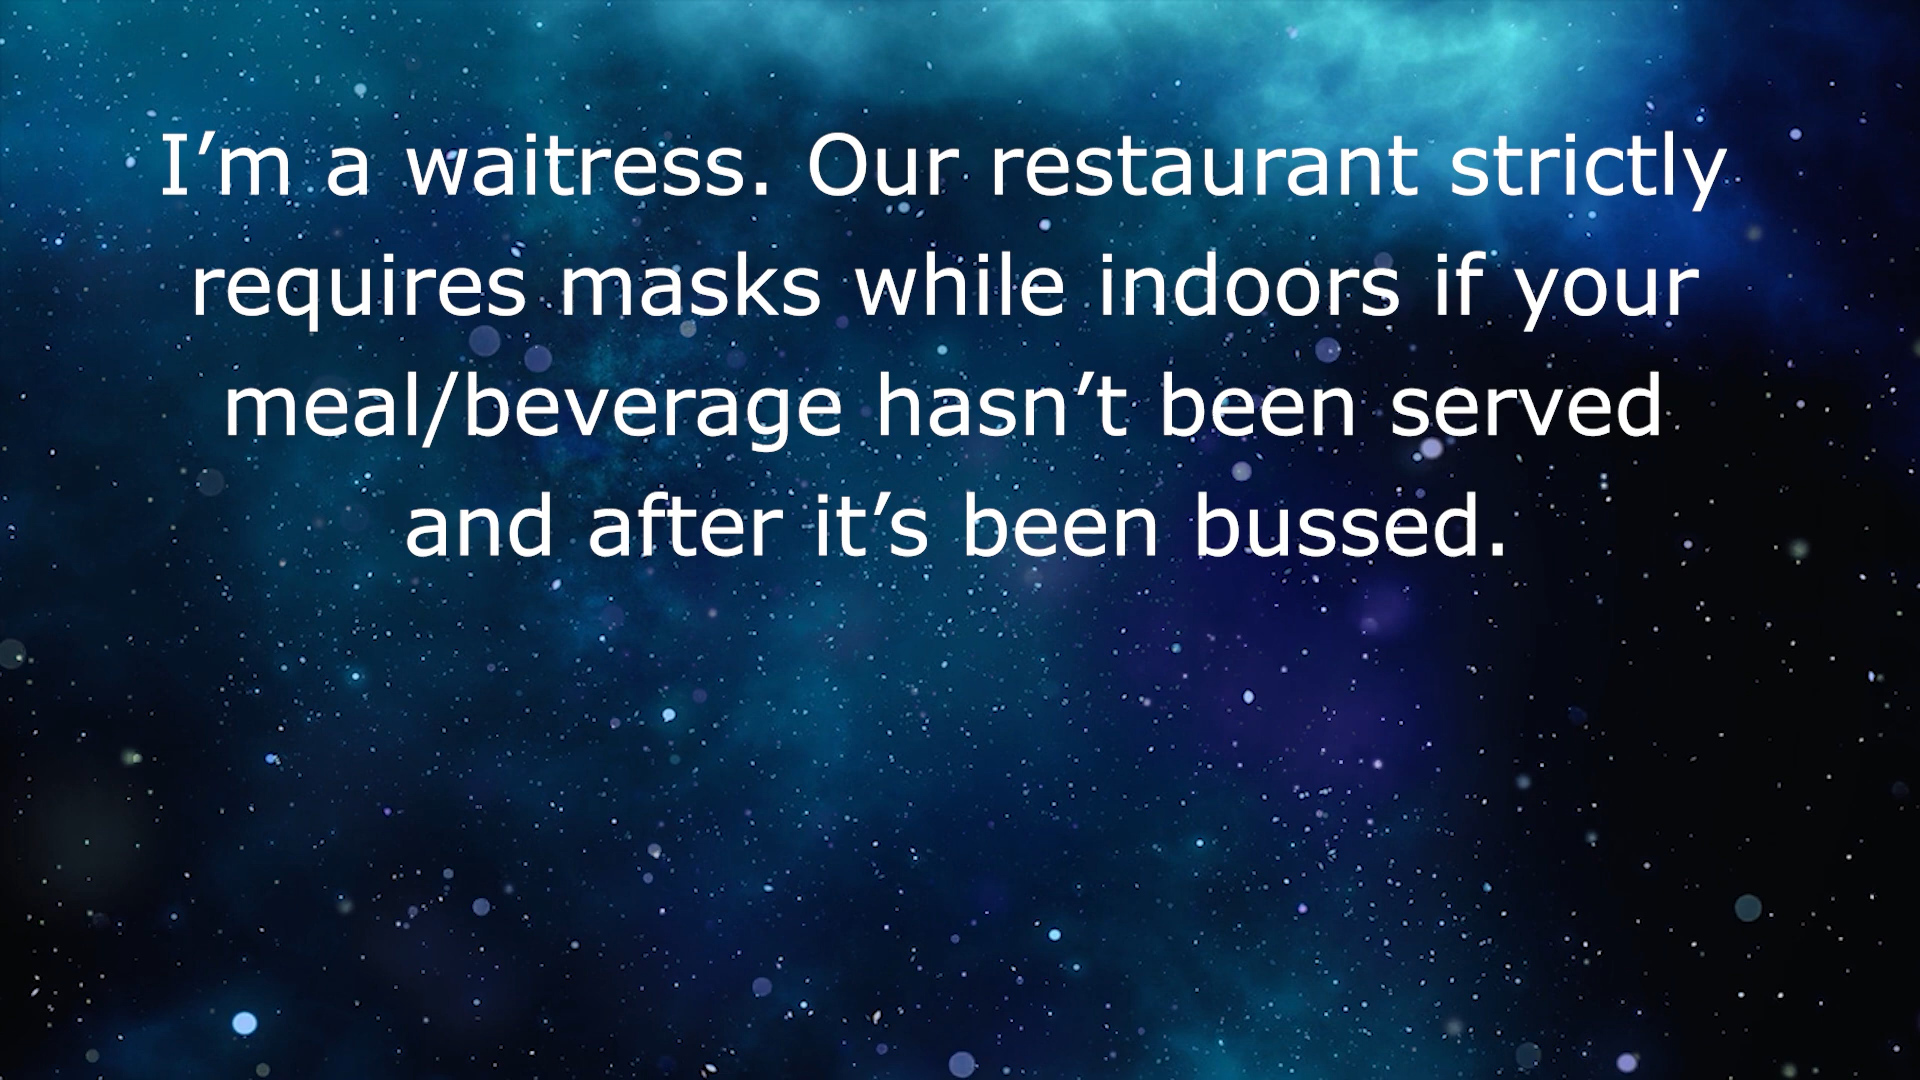 I’m a waitress. Our restaurant strictly
requires masks while indoors if your
meal/beverage hasn’t been served
and after it’s been bussed.